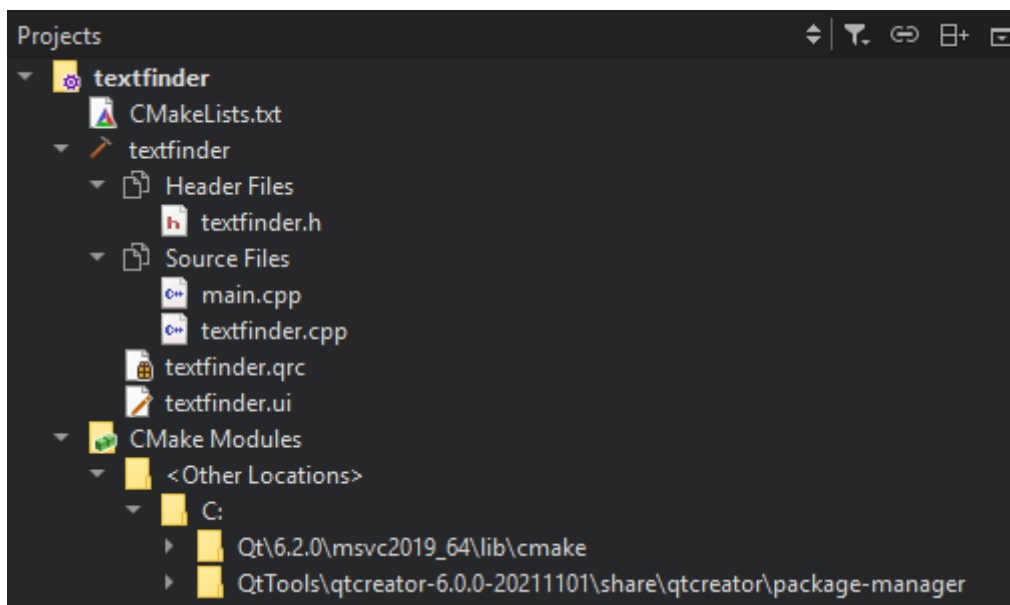 Projects
textfinder
CMakeLists.txt
textfinder
Header Files
textfinder.h
Source Files
main.cpp
textfinder.cpp
textfinder.qrc
textfinder.ui
CMake Modules
<Other Locations>
C:
Qt\6.2.0\msvc2019_64\lib\cmake
QtTools\qtcreator-6.0.0-20211101\share\qtcreator\package-manager